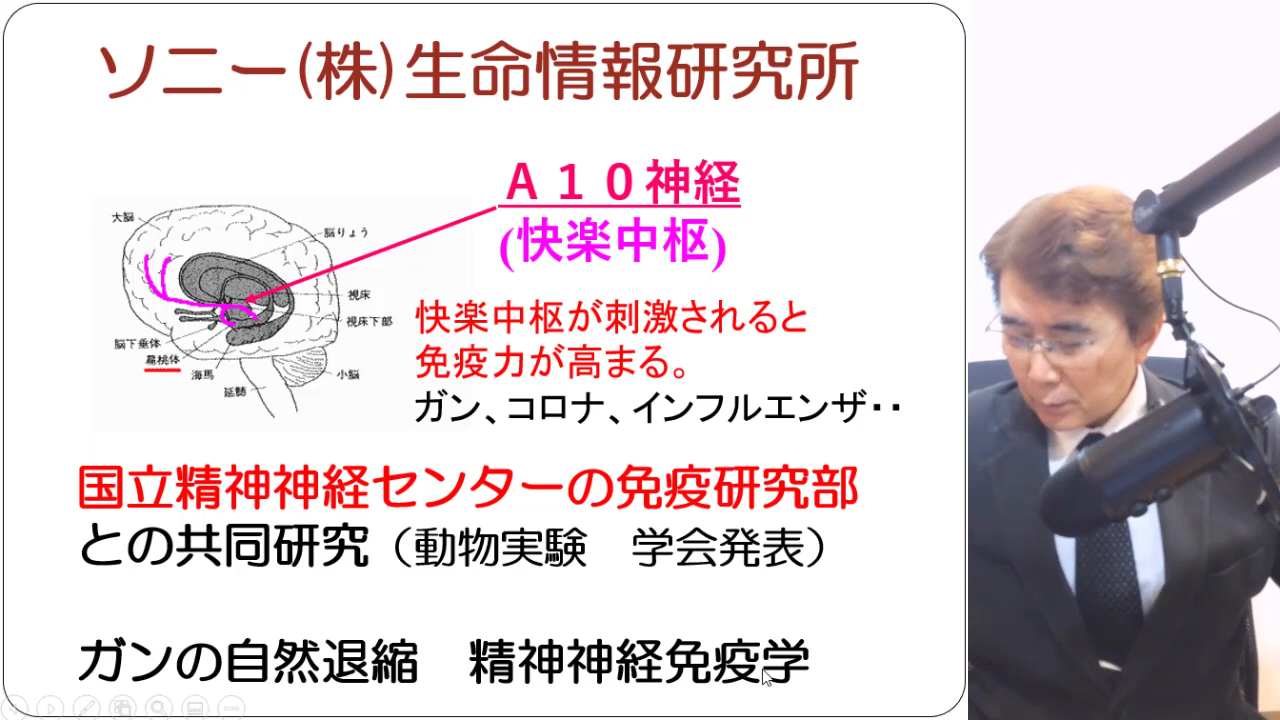 ソニー(株)生命情報研究所
Ａ１０神経
(快楽中枢)
大脳
脳りょう
視床
視床下部
脳下垂体
扁桃体
海馬
小脳
延髄
快楽中枢が刺激されると
免疫力が高まる。
ガン、コロナ、インフルエンザ・・
国立精神神経センターの免疫研究部
との共同研究（動物実験　学会発表）
ガンの自然退縮　精神神経免疫学